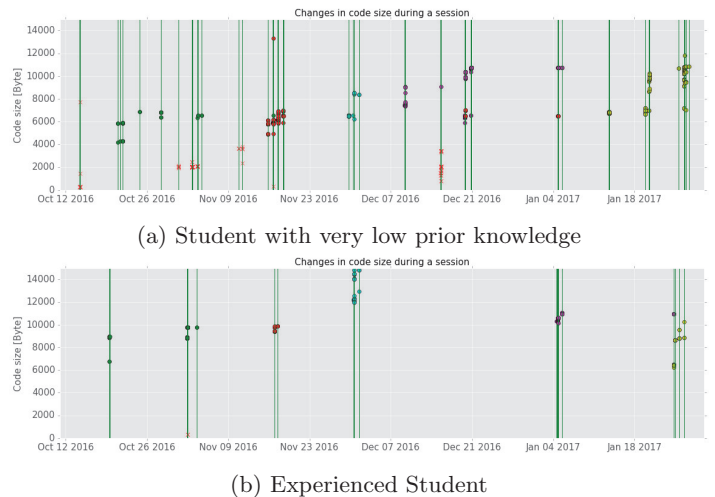 Changes in code size during a session
Code size [Byte]
14000
12000
10000
8000
6000
4000
2000
0
Oct 12 2016 Oct 26 2016 Nov 09 2016 Nov 23 2016 Dec 07 2016 Dec 21 2016 Jan 04 2017 Jan 18 2017
(a) Student with very low prior knowledge
Changes in code size during a session
Code size [Byte]
14000
12000
10000
8000
6000
4000
2000
0
Oct 12 2016 Oct 26 2016 Nov 09 2016 Nov 23 2016 Dec 07 2016 Dec 21 2016 Jan 04 2017 Jan 18 2017
(b) Experienced Student